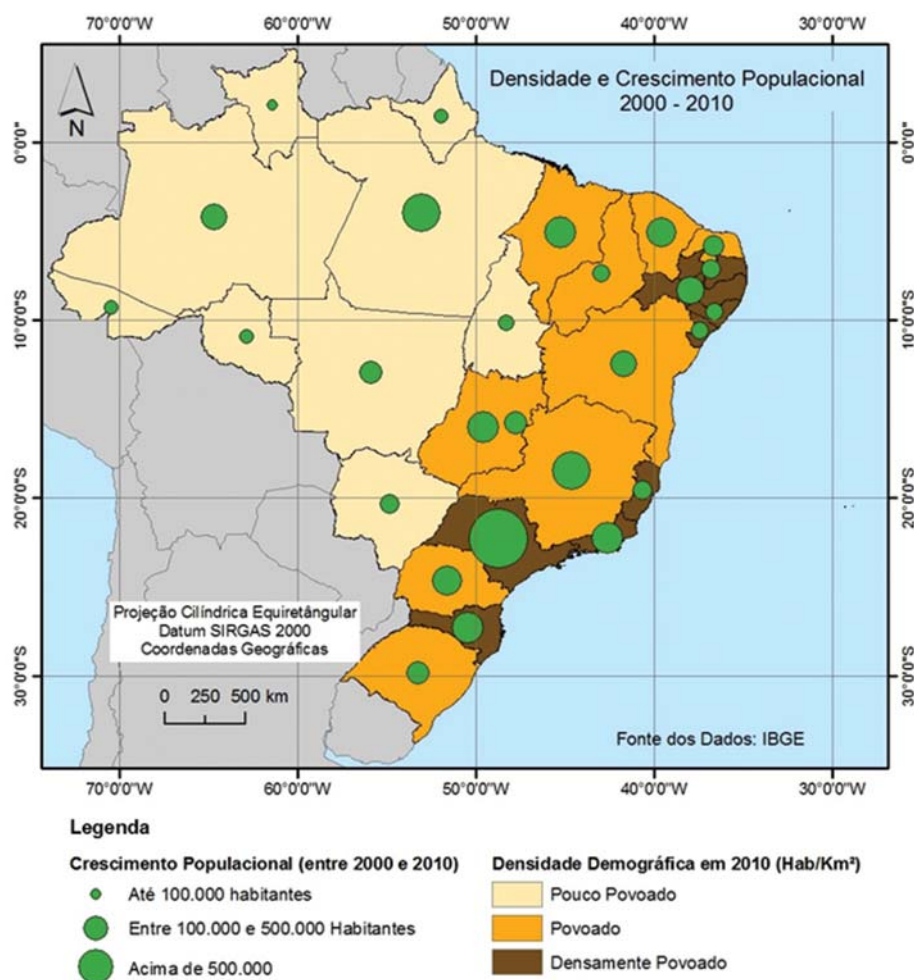 70°0'0"W 60°0'0"W 50°0'0"W 40°0'0"W 30°0'0"W
Densidade e Crescimento Populacional
2000 - 2010
N
0°0'0" 0°0'0"
10°0'0"S 10°0'0"S
20°0'0"S 20°0'0"S
30°0'0"S 30°0'0"S
Projeção Cilíndrica Equiretângular
Datum SIRGAS 2000
Coordenadas Geográficas
0 250 500 km
Fonte dos Dados: IBGE
70°0'0"W 60°0'0"W 50°0'0"W 40°0'0"W 30°0'0"W
Legenda
Crescimento Populacional (entre 2000 e 2010)
Até 100.000 habitantes
Entre 100.000 e 500.000 Habitantes
Acima de 500.000
Densidade Demográfica em 2010 (Hab/Km²)
Pouco Povoado
Povoado
Densamente Povoado